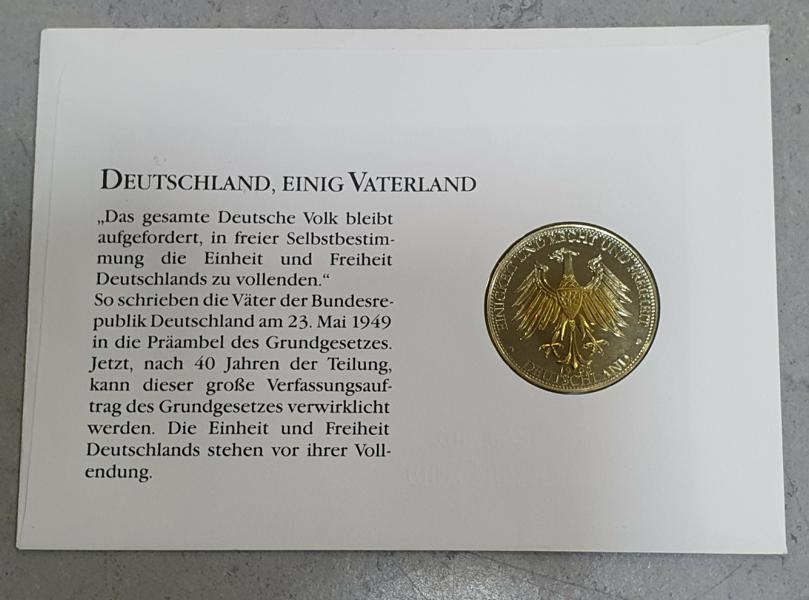 DEUTSCHLAND, EINIG VATERLAND
„Das gesamte Deutsche Volk bleibt
aufgefordert, in freier Selbstbestim-
mung die Einheit und Freiheit
Deutschlands zu vollenden.“
So schrieben die Väter der Bundesre-
publik Deutschland am 23. Mai 1949
in die Präambel des Grundgesetzes.
Jetzt, nach 40 Jahren der Teilung,
kann dieser große Verfassungsauf-
trag des Grundgesetzes verwirklicht
werden. Die Einheit und Freiheit
Deutschlands stehen vor ihrer Voll-
endung.
EINIGKEIT UND RECHT UND FREIHEIT
DEUTSCHLAND